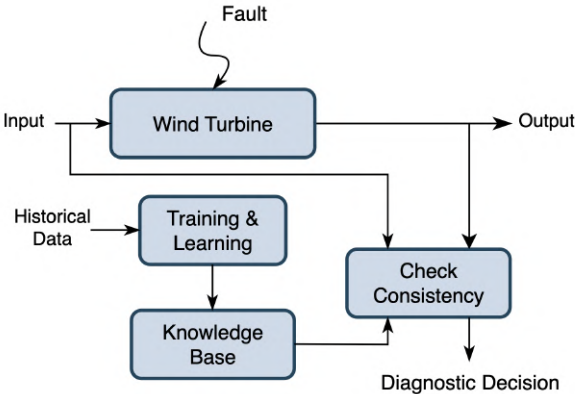 Fault
Input
Wind Turbine
Output
Historical
Data
Training &
Learning
Check
Consistency
Knowledge
Base
Diagnostic Decision